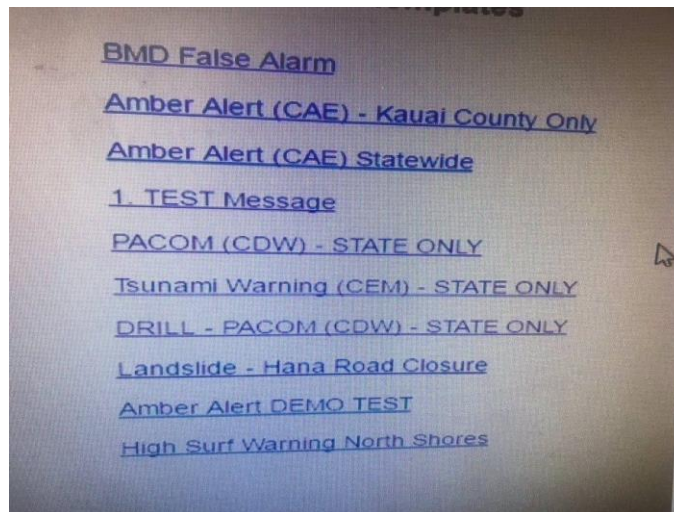 BMD False Alarm
Amber Alert (CAE) - Kauai County Only
Amber Alert (CAE) Statewide
1. TEST Message
PACOM (CDW) - STATE ONLY
Tsunami Warning (CEM) - STATE ONLY
DRILL - PACOM (CDW) - STATE ONLY
Landslide - Hana Road Closure
Amber Alert DEMO TEST
High Surf Warning North Shores